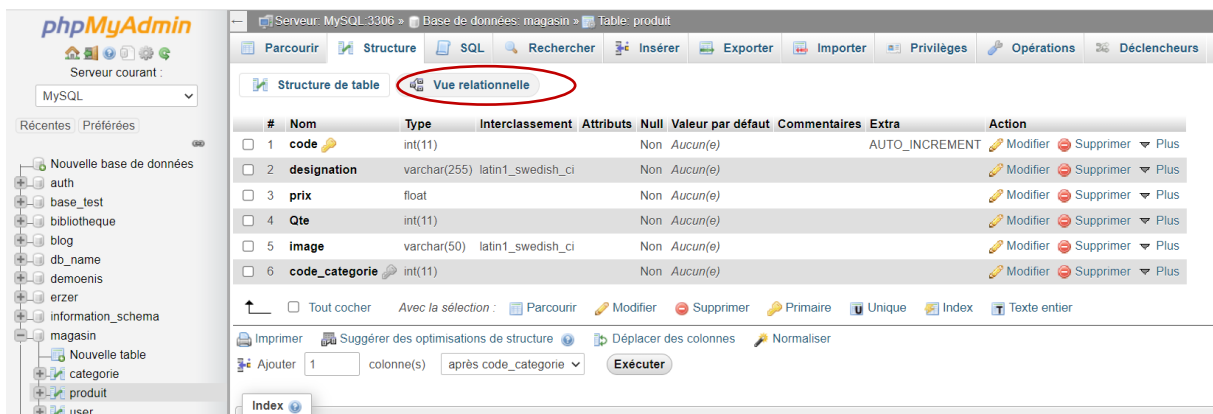 phpMyAdmin
Serveur courant :
MySQL
Récentes Préférées
Nouvelle base de données
auth
base_test
bibliotheque
blog
db_name
demoenis
erzer
information_schema
magasin
Nouvelle table
categorie
produit
user
Serveur: MySQL:3306 » Base de données: magasin » Table: produit
Parcourir Structure SQL Rechercher Insérer Exporter Importer Privilèges Opérations Déclencheurs
Structure de table Vue relationnelle
# Nom Type Interclassement Attributs Null Valeur par défaut Commentaires Extra Action
1 code int(11) Non Aucun(e) AUTO_INCREMENT Modifier Supprimer Plus
2 designation varchar(255) latin1_swedish_ci Non Aucun(e) Modifier Supprimer Plus
3 prix float Non Aucun(e) Modifier Supprimer Plus
4 Qte int(11) Non Aucun(e) Modifier Supprimer Plus
5 image varchar(50) latin1_swedish_ci Non Aucun(e) Modifier Supprimer Plus
6 code_categorie int(11) Non Aucun(e) Modifier Supprimer Plus
Tout cocher Avec la sélection : Parcourir Modifier Supprimer Primaire Unique Index Texte entier
Imprimer Suggérer des optimisations de structure Déplacer des colonnes Normaliser
Ajouter 1 colonne(s) après code_categorie Exécuter
Index